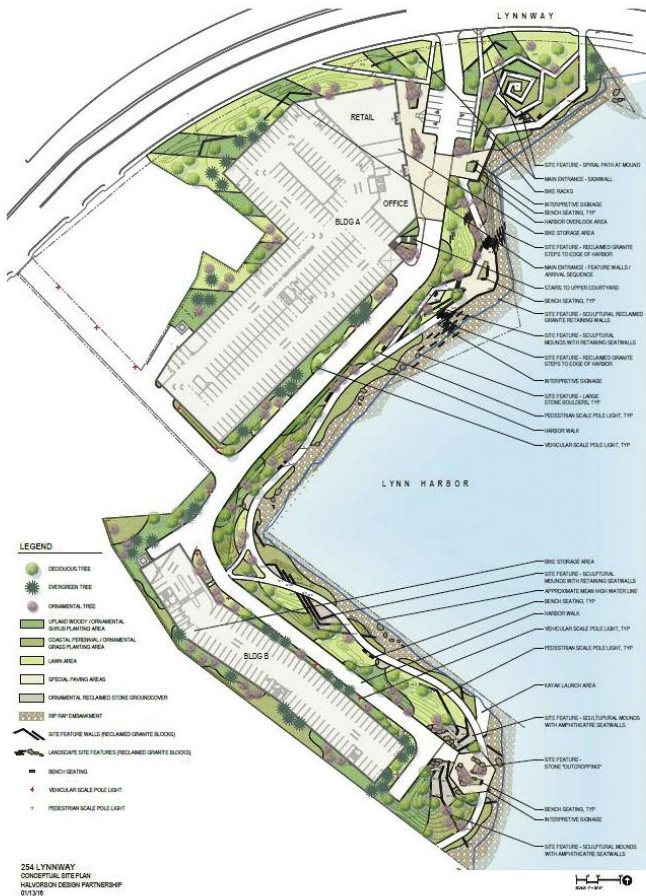 LYNNWAY
RETAIL
OFFICE
BLDG A
SITE FEATURE - SPIRAL PATH AT MOUND
MAIN ENTRANCE - SIGNWALL
BIKE RACKS
INTERPRETIVE SIGNAGE
BENCH SEATING, TYP
HARBOR OVERLOOK AREA
BIKE STORAGE AREA
SITE FEATURE - RECLAIMED GRANITE
STEPS TO EDGE OF HARBOR
MAIN ENTRANCE - FEATURE WALLS /
ARRIVAL SEQUENCE
STAIRS TO UPPER COURTYARD
BENCH SEATING, TYP
SITE FEATURE - SCULPTURAL RECLAIMED
GRANITE RETAINING WALLS
SITE FEATURE - SCULPTURAL
MOUNDS WITH RETAINING SEATWALLS
SITE FEATURE - RECLAIMED GRANITE
STEPS TO EDGE OF HARBOR
INTERPRETIVE SIGNAGE
SITE FEATURE - LARGE
STONE BOULDERS, TYP
PEDESTRIAN SCALE POLE LIGHT, TYP
HARBOR WALK
VEHICULAR SCALE POLE LIGHT, TYP
LYNN HARBOR
BIKE STORAGE AREA
SITE FEATURE - SCULPTURAL
MOUNDS WITH RETAINING SEATWALLS
APPROXIMATE MEAN HIGH WATER LINE
BENCH SEATING, TYP
HARBOR WALK
VEHICULAR SCALE POLE LIGHT, TYP
PEDESTRIAN SCALE POLE LIGHT, TYP
KAYAK LAUNCH AREA
SITE FEATURE - SCULTUPURAL MOUNDS
WITH AMPHITHEATRE SEATWALLS
SITE FEATURE -
STONE "OUTCROPPING"
BENCH SEATING, TYP
INTERPRETIVE SIGNAGE
SITE FEATURE - SCULPTURAL MOUNDS
WITH AMPHITHEATRE SEATWALLS
BLDG B
LEGEND
DECIDUOUS TREE
EVERGREEN TREE
ORNAMENTAL TREE
UPLAND WOODY / ORNAMENTAL
SHRUB PLANTING AREA
COASTAL PERENNIAL / ORNAMENTAL
GRASS PLANTING AREA
LAWN AREA
SPECIAL PAVING AREAS
ORNAMENTAL RECLAIMED STONE GROUNDCOVER
RIP RAP EMBANKMENT
SITE FEATURE WALLS (RECLAIMED GRANITE BLOCKS)
LANDSCAPE SITE FEATURES (RECLAIMED GRANITE BLOCKS)
BENCH SEATING
VEHICULAR SCALE POLE LIGHT
PEDESTRIAN SCALE POLE LIGHT
254 LYNNWAY
CONCEPTUAL SITE PLAN
HALVORSON DESIGN PARTNERSHIP
01/13/16